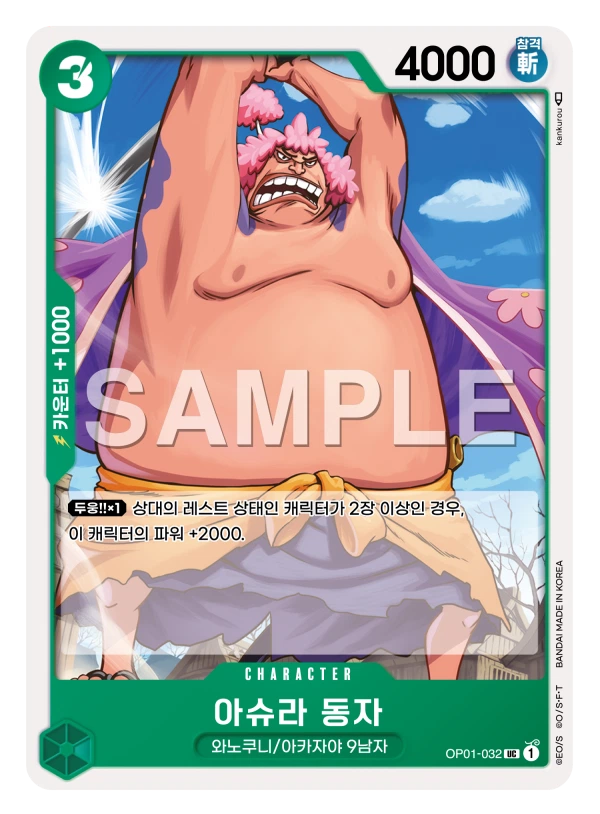 3
4000
참격
斬
kankurou
카운터 +1000
SAMPLE
두웅!!×1 상대의 레스트 상태인 캐릭터가 2장 이상인 경우,
이 캐릭터의 파워 +2000.
CHARACTER
아슈라 동자
와노쿠니/아카자야 9남자
OP01-032 UC 1
©EO/S ©O/S·F·T BANDAI MADE IN KOREA